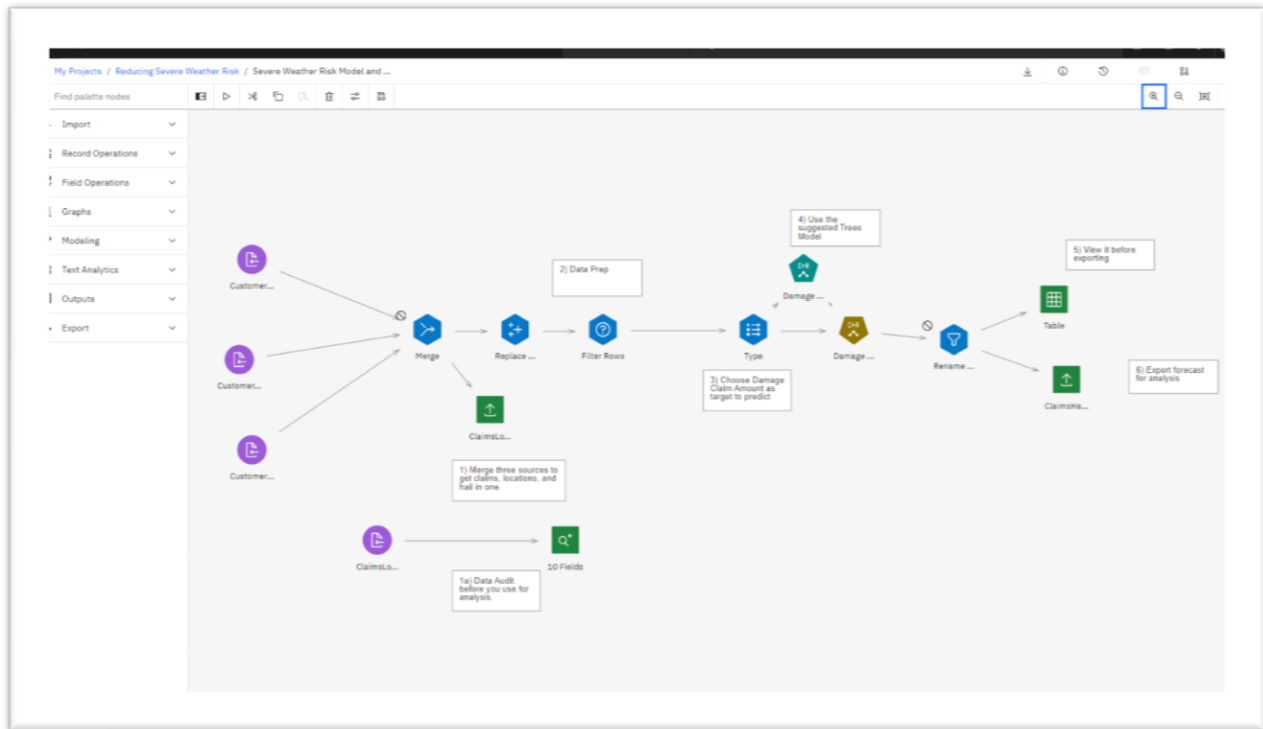 My Projects / Reducing Severe Weather Risk / Severe Weather Risk Model and ...
Find palette nodes
Import
Record Operations
Field Operations
Graphs
Modeling
Text Analytics
Outputs
Export
4) Use the
suggested Trees
Model
5) View it before
exporting
2) Data Prep
Customer...
Damage ...
Table
Merge
Replace ...
Filter Rows
Type
Damage ...
Rename ...
Customer...
3) Choose Damage
Claim Amount as
target to predict
6) Export forecast
for analysis
ClaimsHa...
ClaimsLo...
Customer...
1) Merge three sources to
get claims, locations, and
hail in one.
ClaimsLo...
10 Fields
1a) Data Audit
before you use for
analysis.